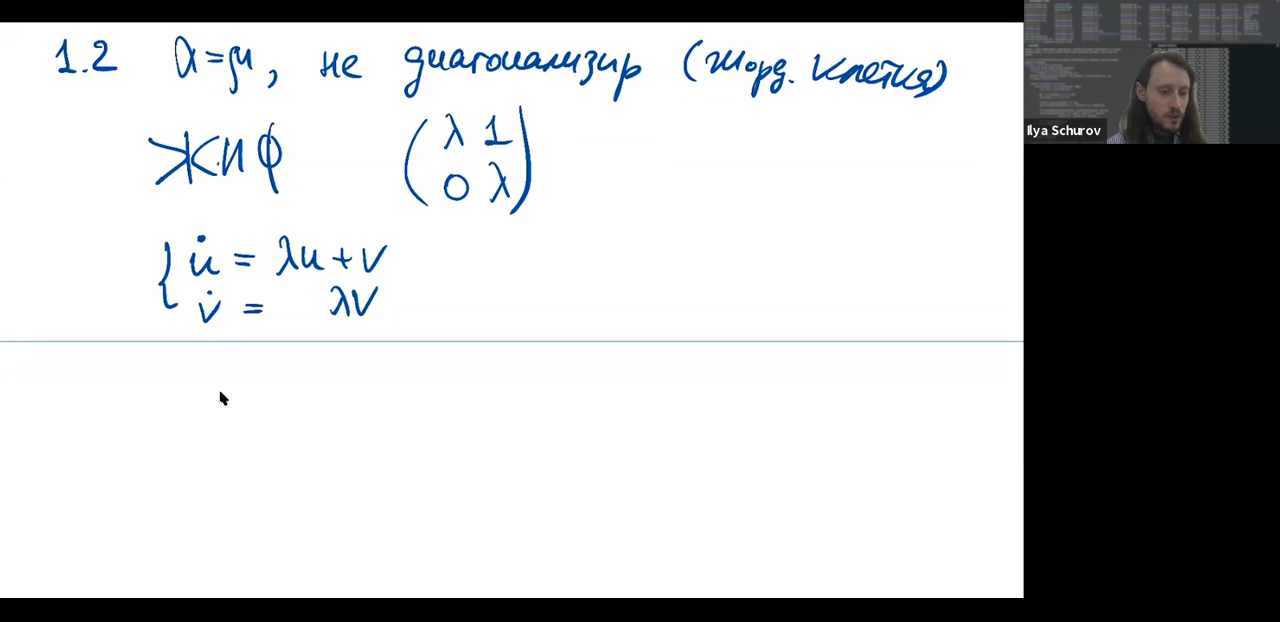 1.2 λ=μ, не диагонализир (жорд. клетка)
ЖНФ (λ 1
0 λ)
{ u̇ = λu + v
v̇ = λv
Ilya Schurov